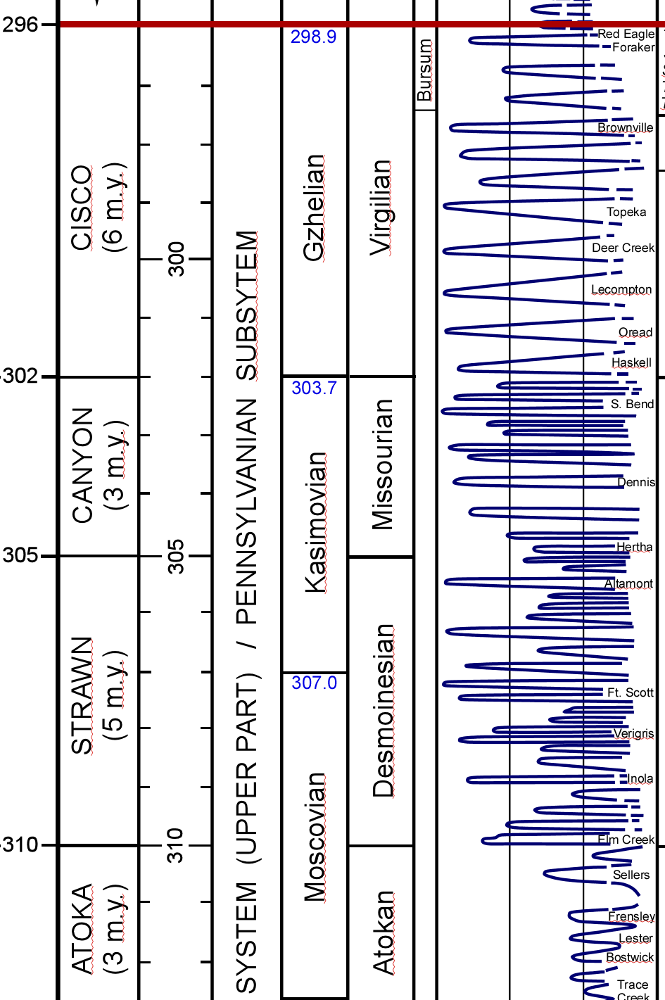 296
298.9
Bursum
Red Eagle
Foraker
Brownville
CISCO
(6 m.y.)
Gzhelian
Virgilian
Topeka
300
Deer Creek
Lecompton
Oread
Haskell
302
303.7
S. Bend
CANYON
(3 m.y.)
SYSTEM (UPPER PART) / PENNSYLVANIAN SUBSYTEM
Kasimovian
Missourian
Dennis
Hertha
305
305
Altamont
STRAWN
(5 m.y.)
307.0
Desmoinesian
Ft. Scott
Verigris
Inola
Moscovian
310
310
Elm Creek
Sellers
ATOKA
(3 m.y.)
Atokan
Frensley
Lester
Bostwick
Trace
Creek